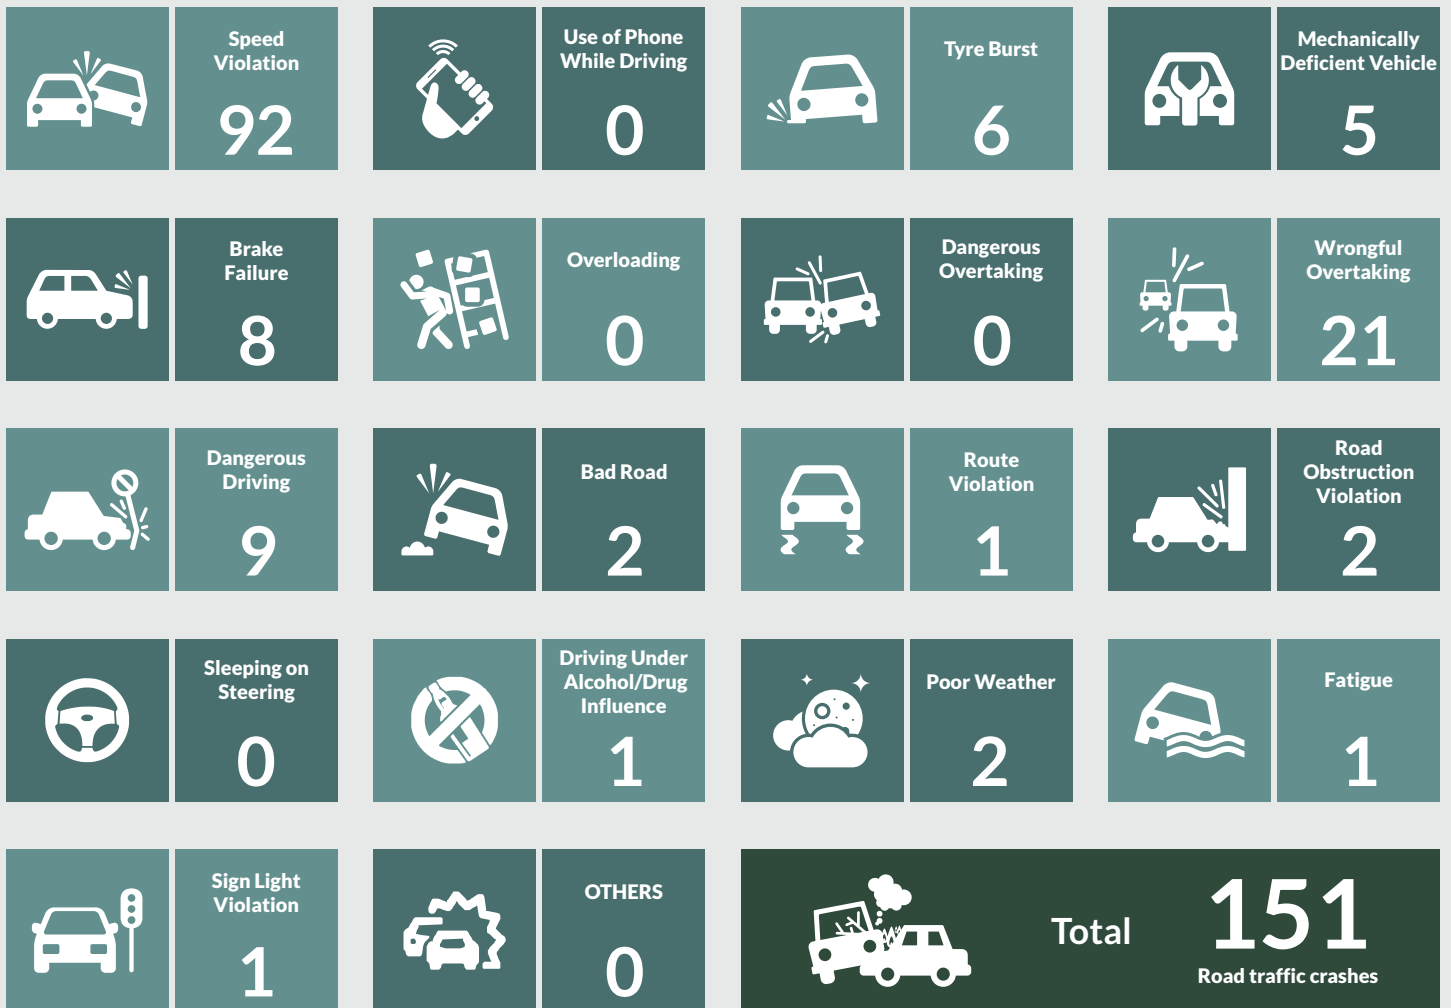 Speed
Violation
92
Use of Phone
While Driving
0
Tyre Burst
6
Mechanically
Deficient Vehicle
5
Brake
Failure
8
Overloading
0
Dangerous
Overtaking
0
Wrongful
Overtaking
21
Dangerous
Driving
9
Bad Road
2
Route
Violation
1
Road
Obstruction
Violation
2
Sleeping on
Steering
0
Driving Under
Alcohol/Drug
Influence
1
Poor Weather
2
Fatigue
1
Sign Light
Violation
1
OTHERS
0
Total
151
Road traffic crashes